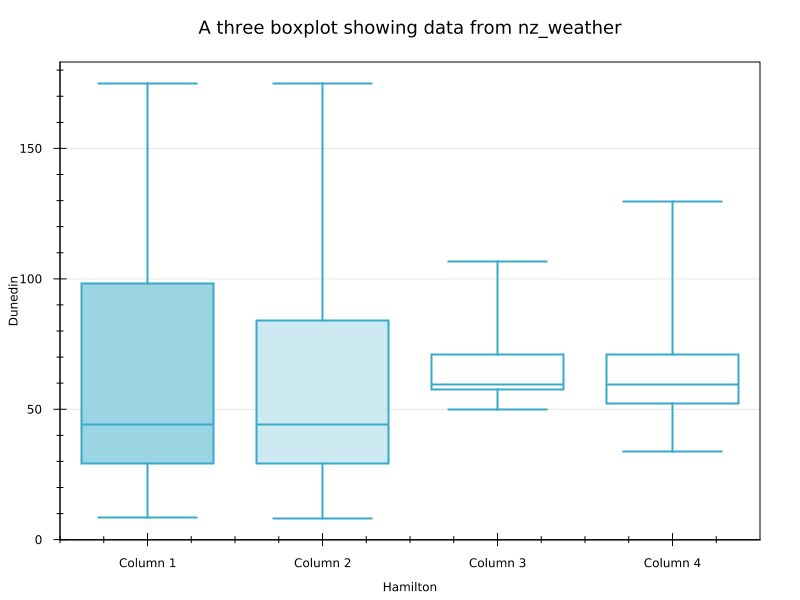 A three boxplot showing data from nz_weather
Dunedin
150
100
50
0
Column 1
Column 2
Column 3
Column 4
Hamilton